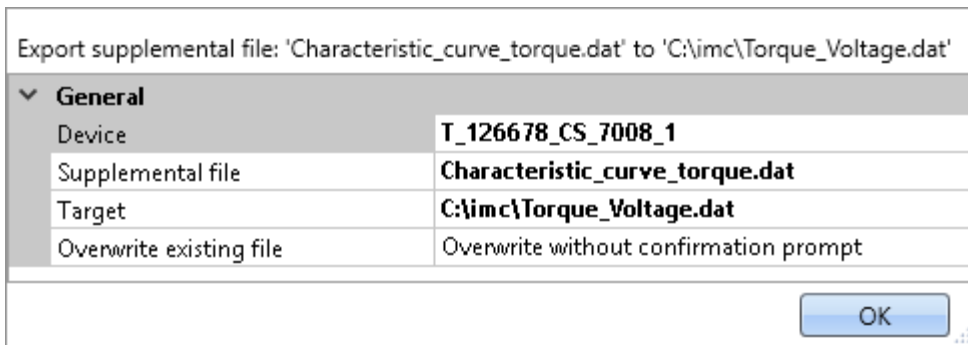 Export supplemental file: 'Characteristic_curve_torque.dat' to 'C:\imc\Torque_Voltage.dat'
General
Device T_126678_CS_7008_1
Supplemental file Characteristic_curve_torque.dat
Target C:\imc\Torque_Voltage.dat
Overwrite existing file Overwrite without confirmation prompt
OK